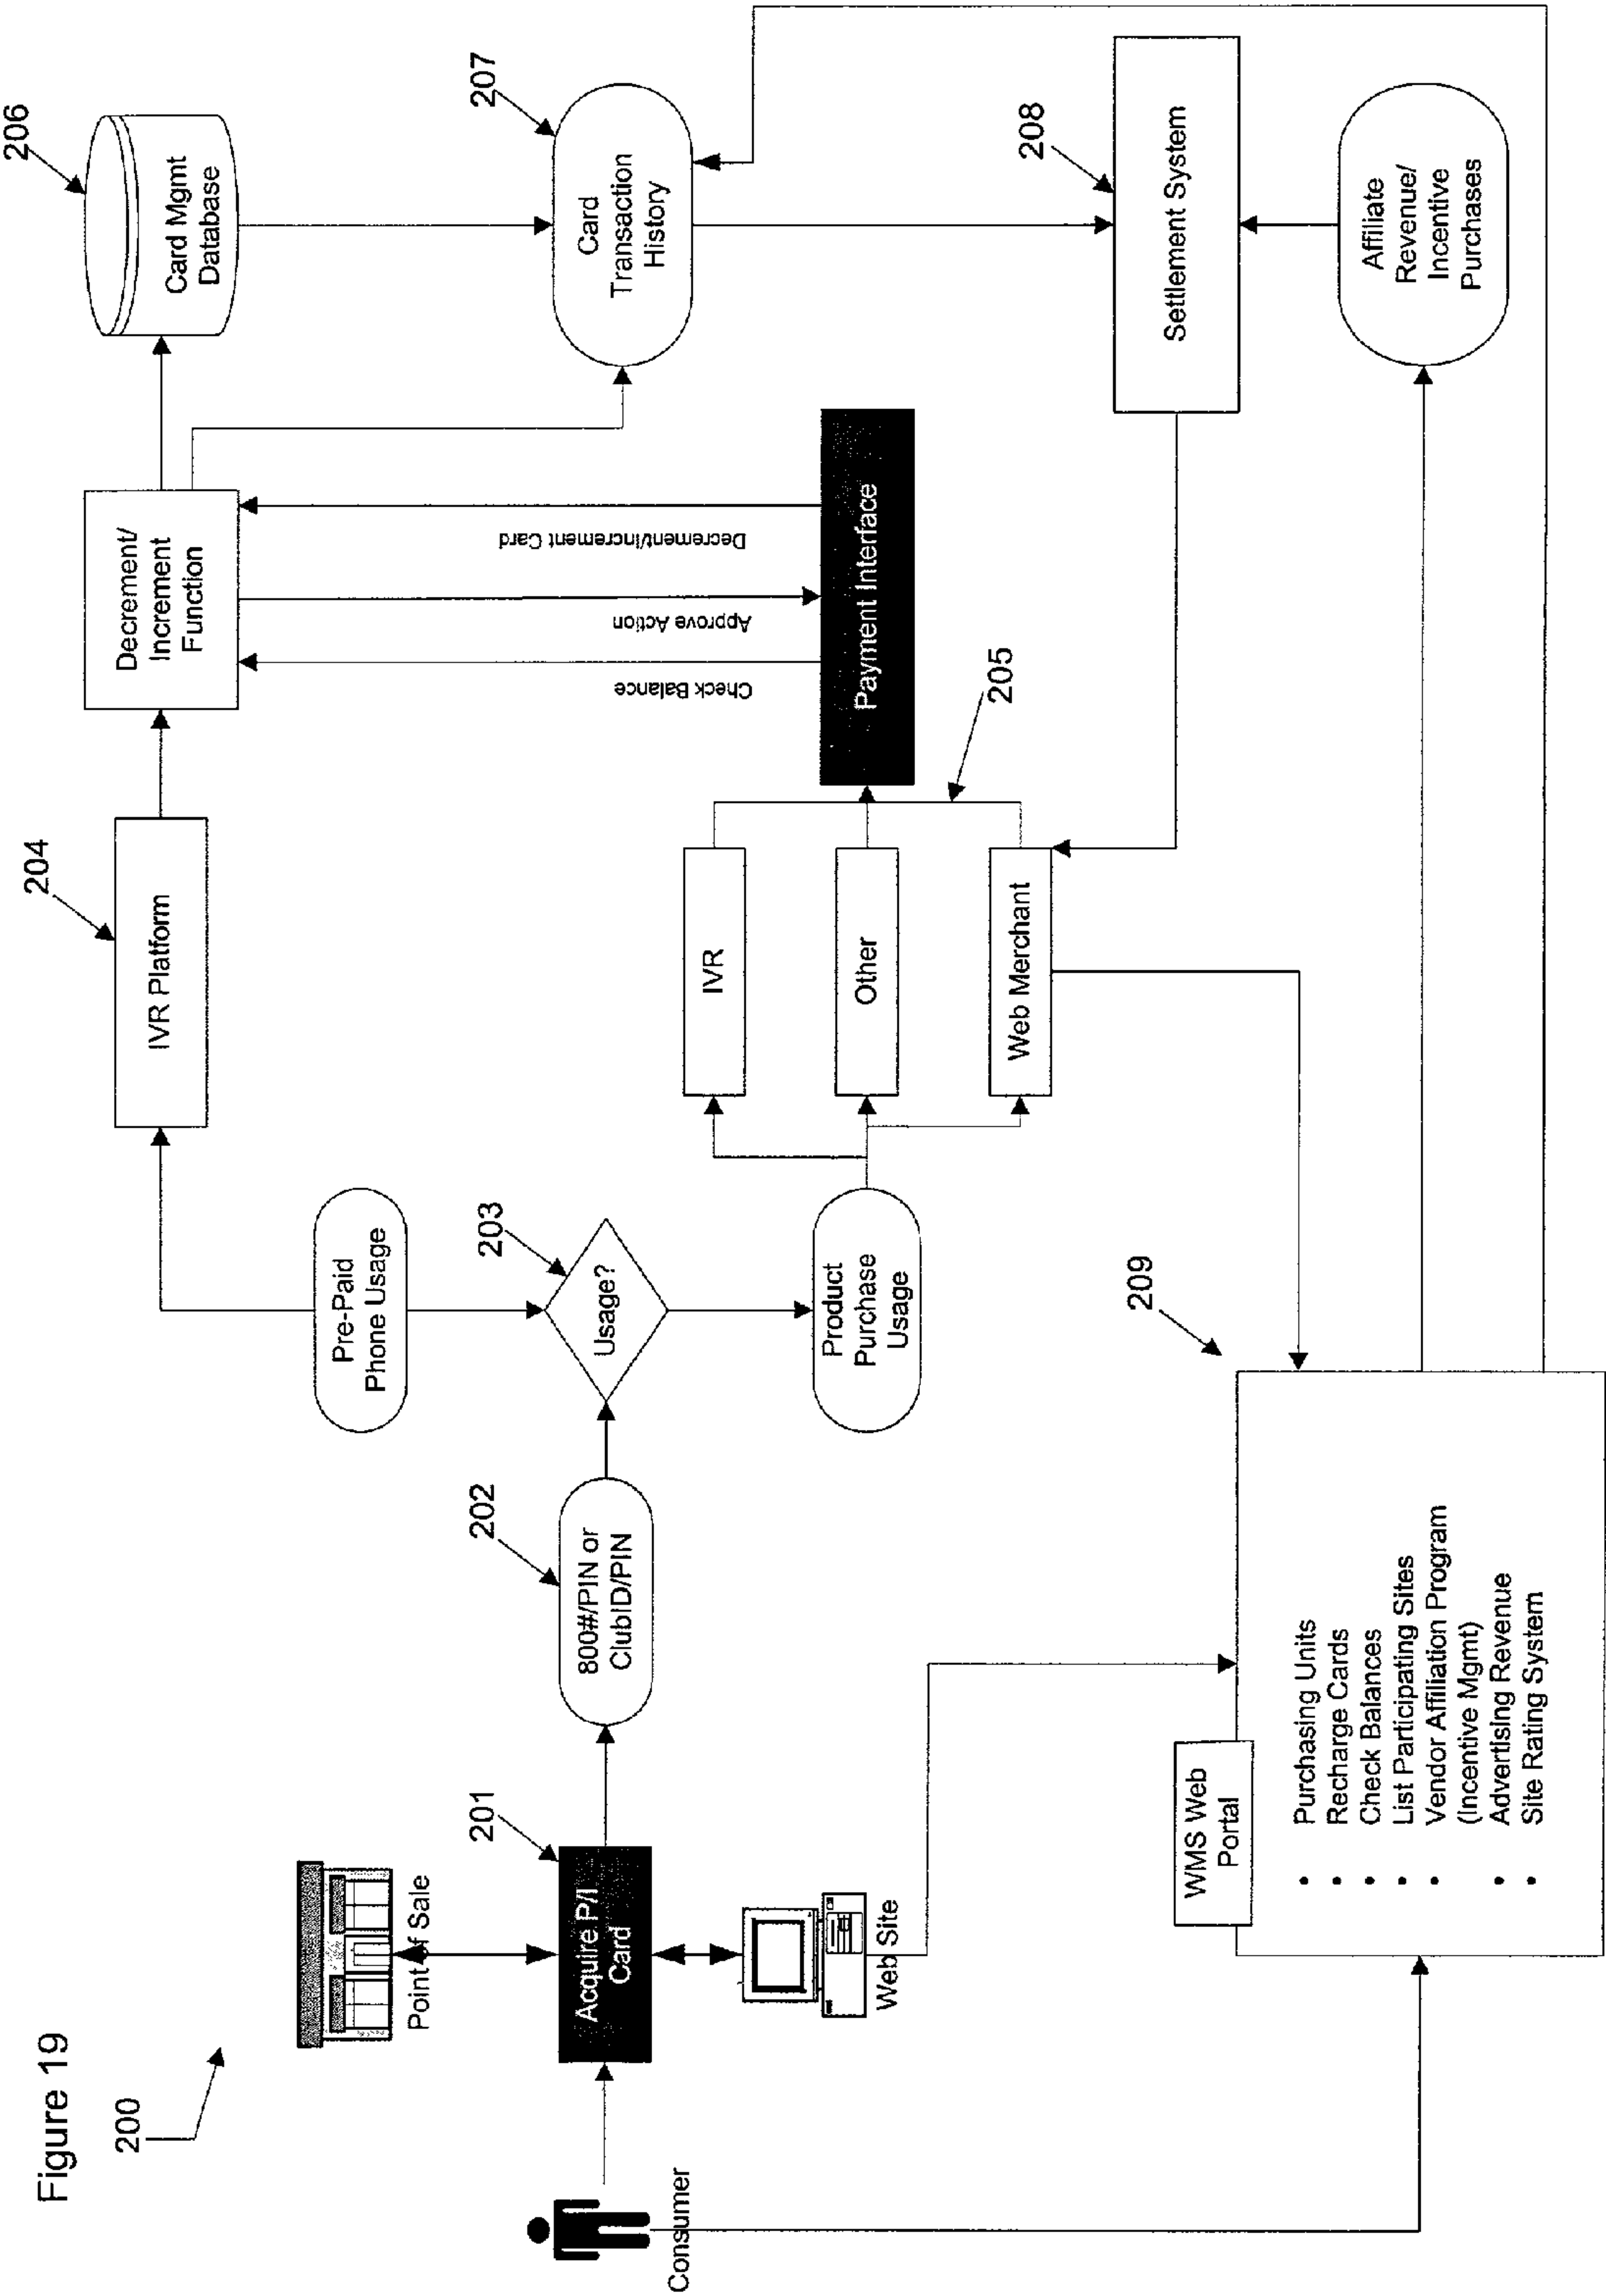 Figure 19
200
Consumer
Point of Sale
201
Acquire P/I
Card
Web Site
202
800#/PIN or
ClubID/PIN
203
Usage?
Pre-Paid
Phone Usage
Product
Purchase
Usage
204
IVR Platform
IVR
Other
Web Merchant
205
Payment Interface
Decrement/
Increment
Function
Check Balance
Approve Action
Decrement/Increment Card
206
Card Mgmt
Database
207
Card
Transaction
History
208
Settlement System
Affiliate
Revenue/
Incentive
Purchases
209
WMS Web
Portal
• Purchasing Units
• Recharge Cards
• Check Balances
• List Participating Sites
• Vendor Affiliation Program
(Incentive Mgmt)
• Advertising Revenue
• Site Rating System